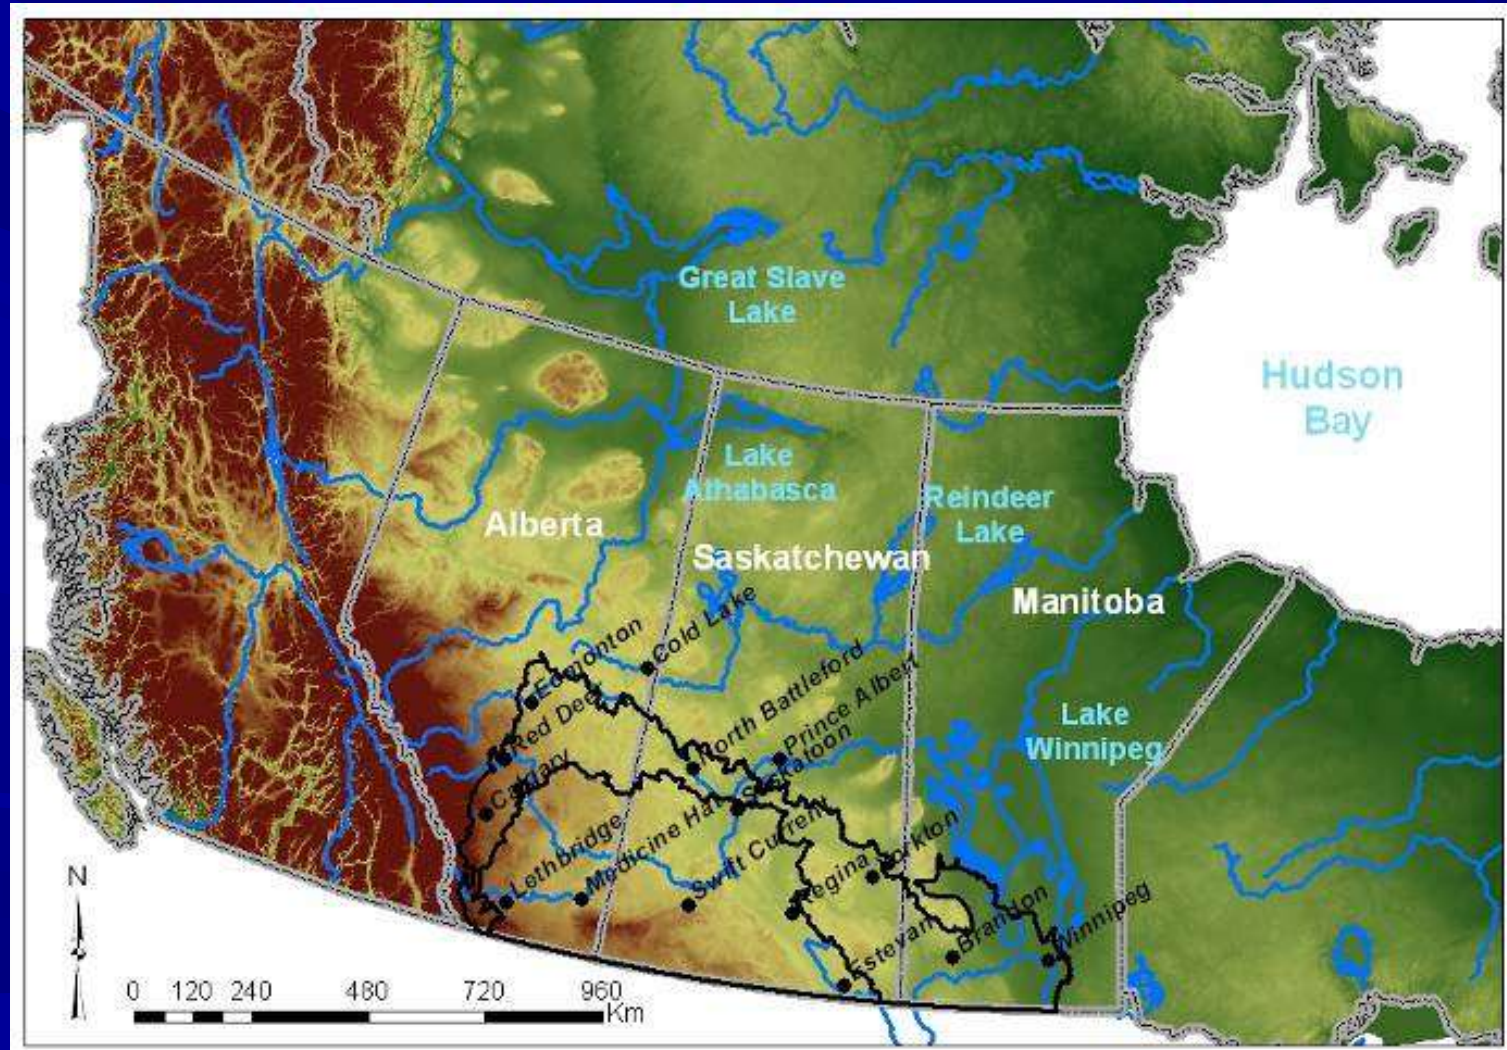 Great Slave
Lake
Hudson
Bay
Lake
Athabasca
Reindeer
Lake
Alberta
Saskatchewan
Manitoba
Cold Lake
Edmonton
North Battleford
Prince Albert
Red Deer
Saskatoon
Calgary
Lake
Winnipeg
Medicine Hat
Lethbridge
Swift Current
Yorkton
Regina
Brandon
Winnipeg
Estevan
N
0 120 240 480 720 960
Km